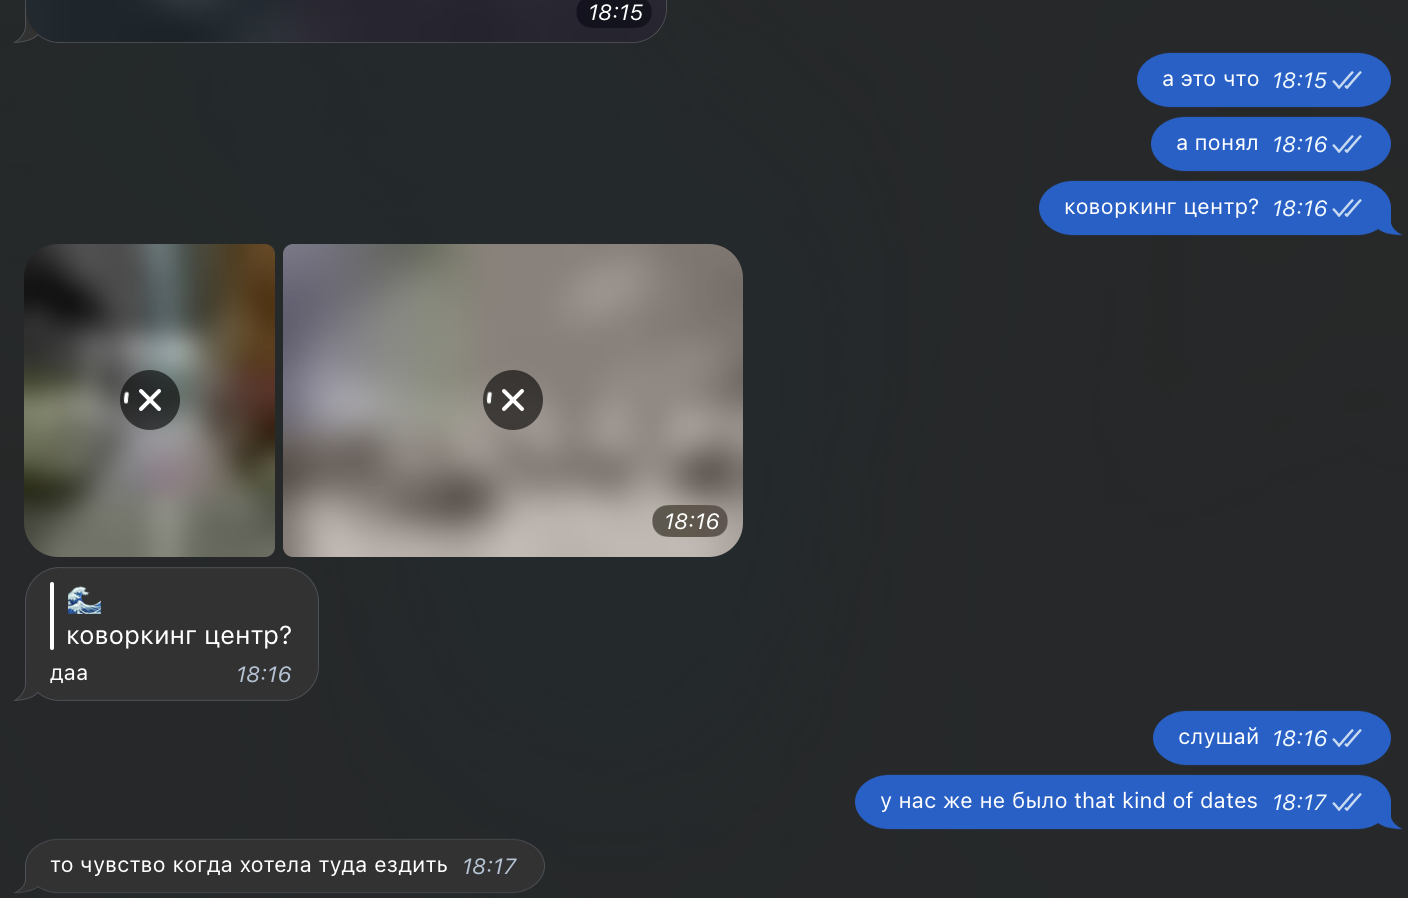 18:15
а это что 18:15
а понял 18:16
коворкинг центр? 18:16
18:16
коворкинг центр?
даа 18:16
слушай 18:16
у нас же не было that kind of dates 18:17
то чувство когда хотела туда ездить 18:17